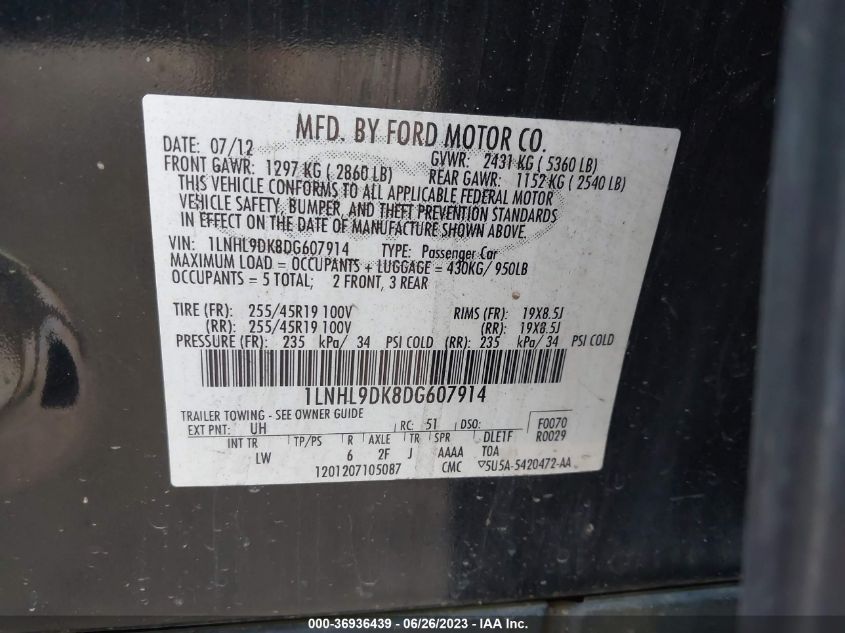 MFD. BY FORD MOTOR CO.
DATE: 07/12 GVWR: 2431 KG ( 5360 LB)
FRONT GAWR: 1297 KG ( 2860 LB) REAR GAWR: 1152 KG ( 2540 LB)
THIS VEHICLE CONFORMS TO ALL APPLICABLE FEDERAL MOTOR
VEHICLE SAFETY, BUMPER, AND THEFT PREVENTION STANDARDS
IN EFFECT ON THE DATE OF MANUFACTURE SHOWN ABOVE.
VIN: 1LNHL9DK8DG607914 TYPE: Passenger Car
MAXIMUM LOAD = OCCUPANTS + LUGGAGE = 430KG/ 950LB
OCCUPANTS = 5 TOTAL; 2 FRONT, 3 REAR
TIRE (FR): 255/45R19 100V RIMS (FR): 19X8.5J
(RR): 255/45R19 100V (RR): 19X8.5J
PRESSURE (FR): 235 kPa/ 34 PSI COLD (RR): 235 kPa/ 34 PSI COLD
1LNHL9DK8DG607914
TRAILER TOWING - SEE OWNER GUIDE
EXT PNT: UH RC: 51 DSO: F0070
INT TR TP/PS R AXLE TR SPR DLETF R0029
LW 6 2F J AAAA TOA
1201207105087 CMC ▽5U5A-5420472-AA
000-36936439 - 06/26/2023 - A Q6 - 525